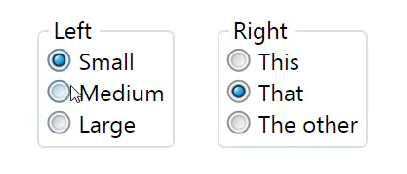 Left
Small
Medium
Large
Right
This
That
The other